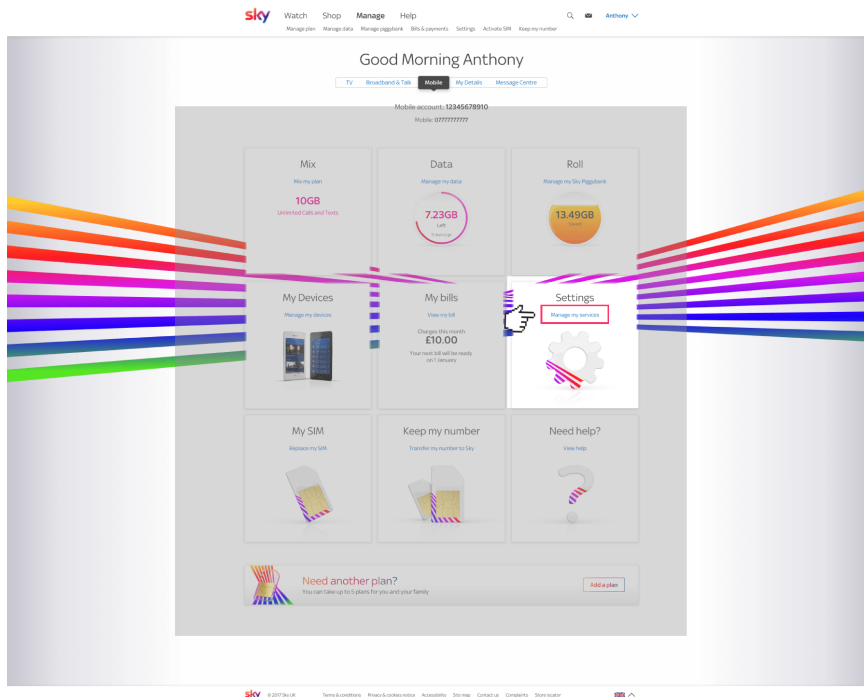 sky Watch Shop Manage Help Anthony
Manage plan Manage data Manage piggybank Bills & payments Settings Activate SIM Keep my number
Good Morning Anthony
TV Broadband & Talk Mobile My Details Message Centre
Mobile account: 12345678910
Mobile: 07777777777
Mix
Mix my plan
10GB
Unlimited Calls and Texts
Data
Manage my data
7.23GB
Left
Roll
Manage my Sky Piggybank
13.49GB
Saved
My Devices
Manage my devices
My bills
View my bill
Charges this month
£10.00
Your next bill will be ready
on 1 January
Settings
Manage my services
My SIM
Replace my SIM
Keep my number
Transfer my number to Sky
Need help?
View help
Need another plan?
You can take up to 5 plans for you and your family
Add a plan
sky © 2017 Sky UK Terms & conditions Privacy & cookies notice Accessibility Site map Contact us Complaints Store locator